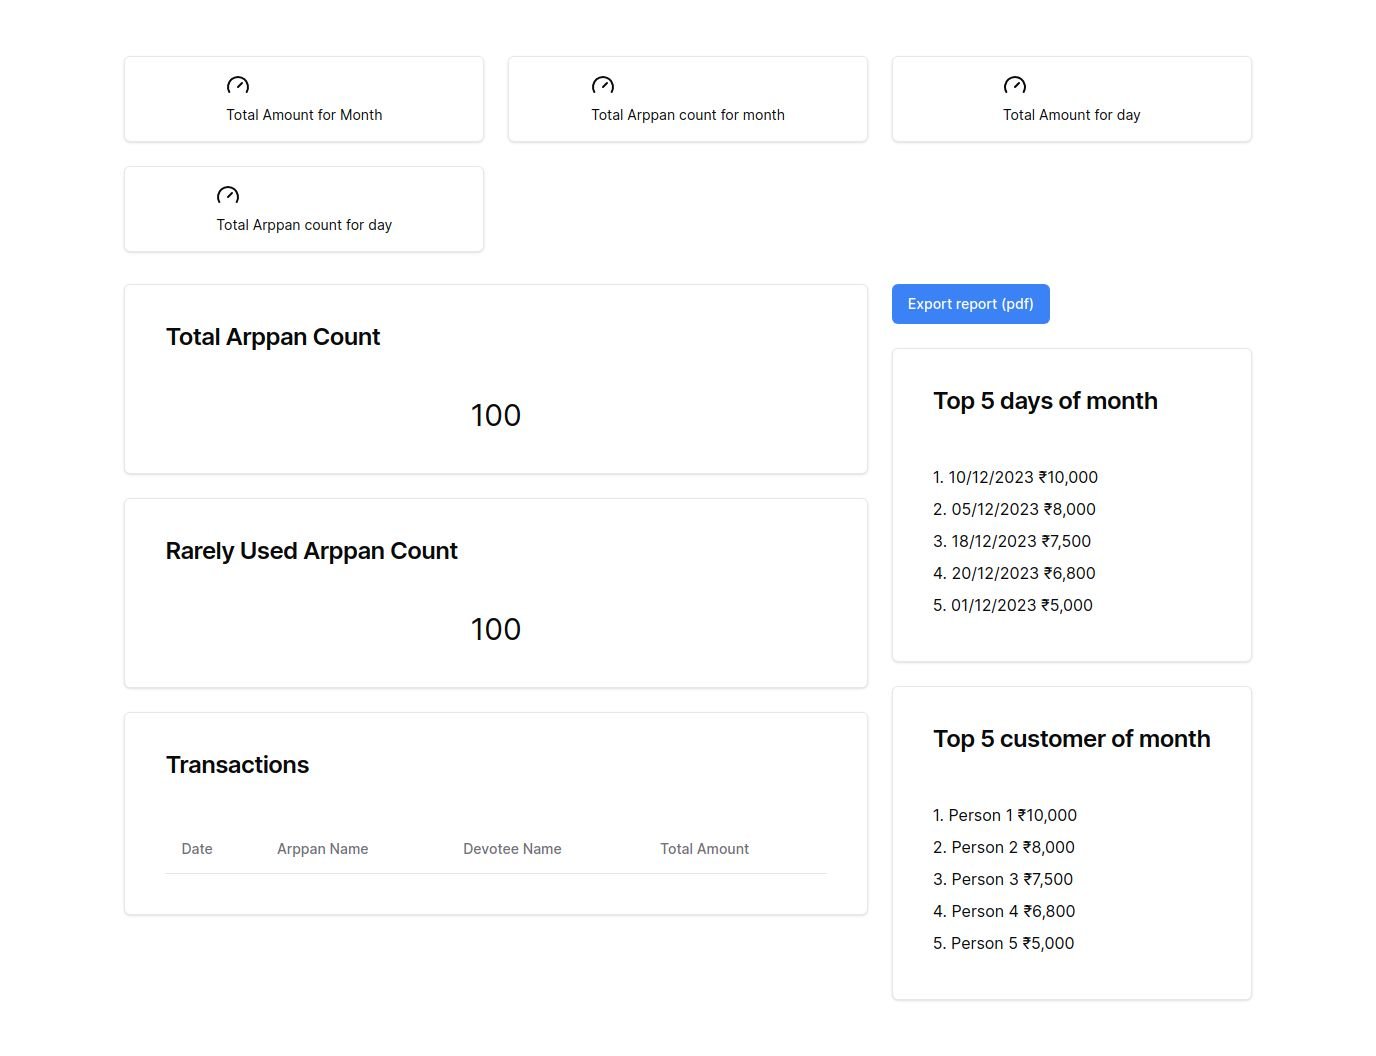 Total Amount for Month
Total Arppan count for month
Total Amount for day
Total Arppan count for day
Total Arppan Count
100
Rarely Used Arppan Count
100
Transactions
Date Arppan Name Devotee Name Total Amount
Export report (pdf)
Top 5 days of month
1. 10/12/2023 ₹10,000
2. 05/12/2023 ₹8,000
3. 18/12/2023 ₹7,500
4. 20/12/2023 ₹6,800
5. 01/12/2023 ₹5,000
Top 5 customer of month
1. Person 1 ₹10,000
2. Person 2 ₹8,000
3. Person 3 ₹7,500
4. Person 4 ₹6,800
5. Person 5 ₹5,000